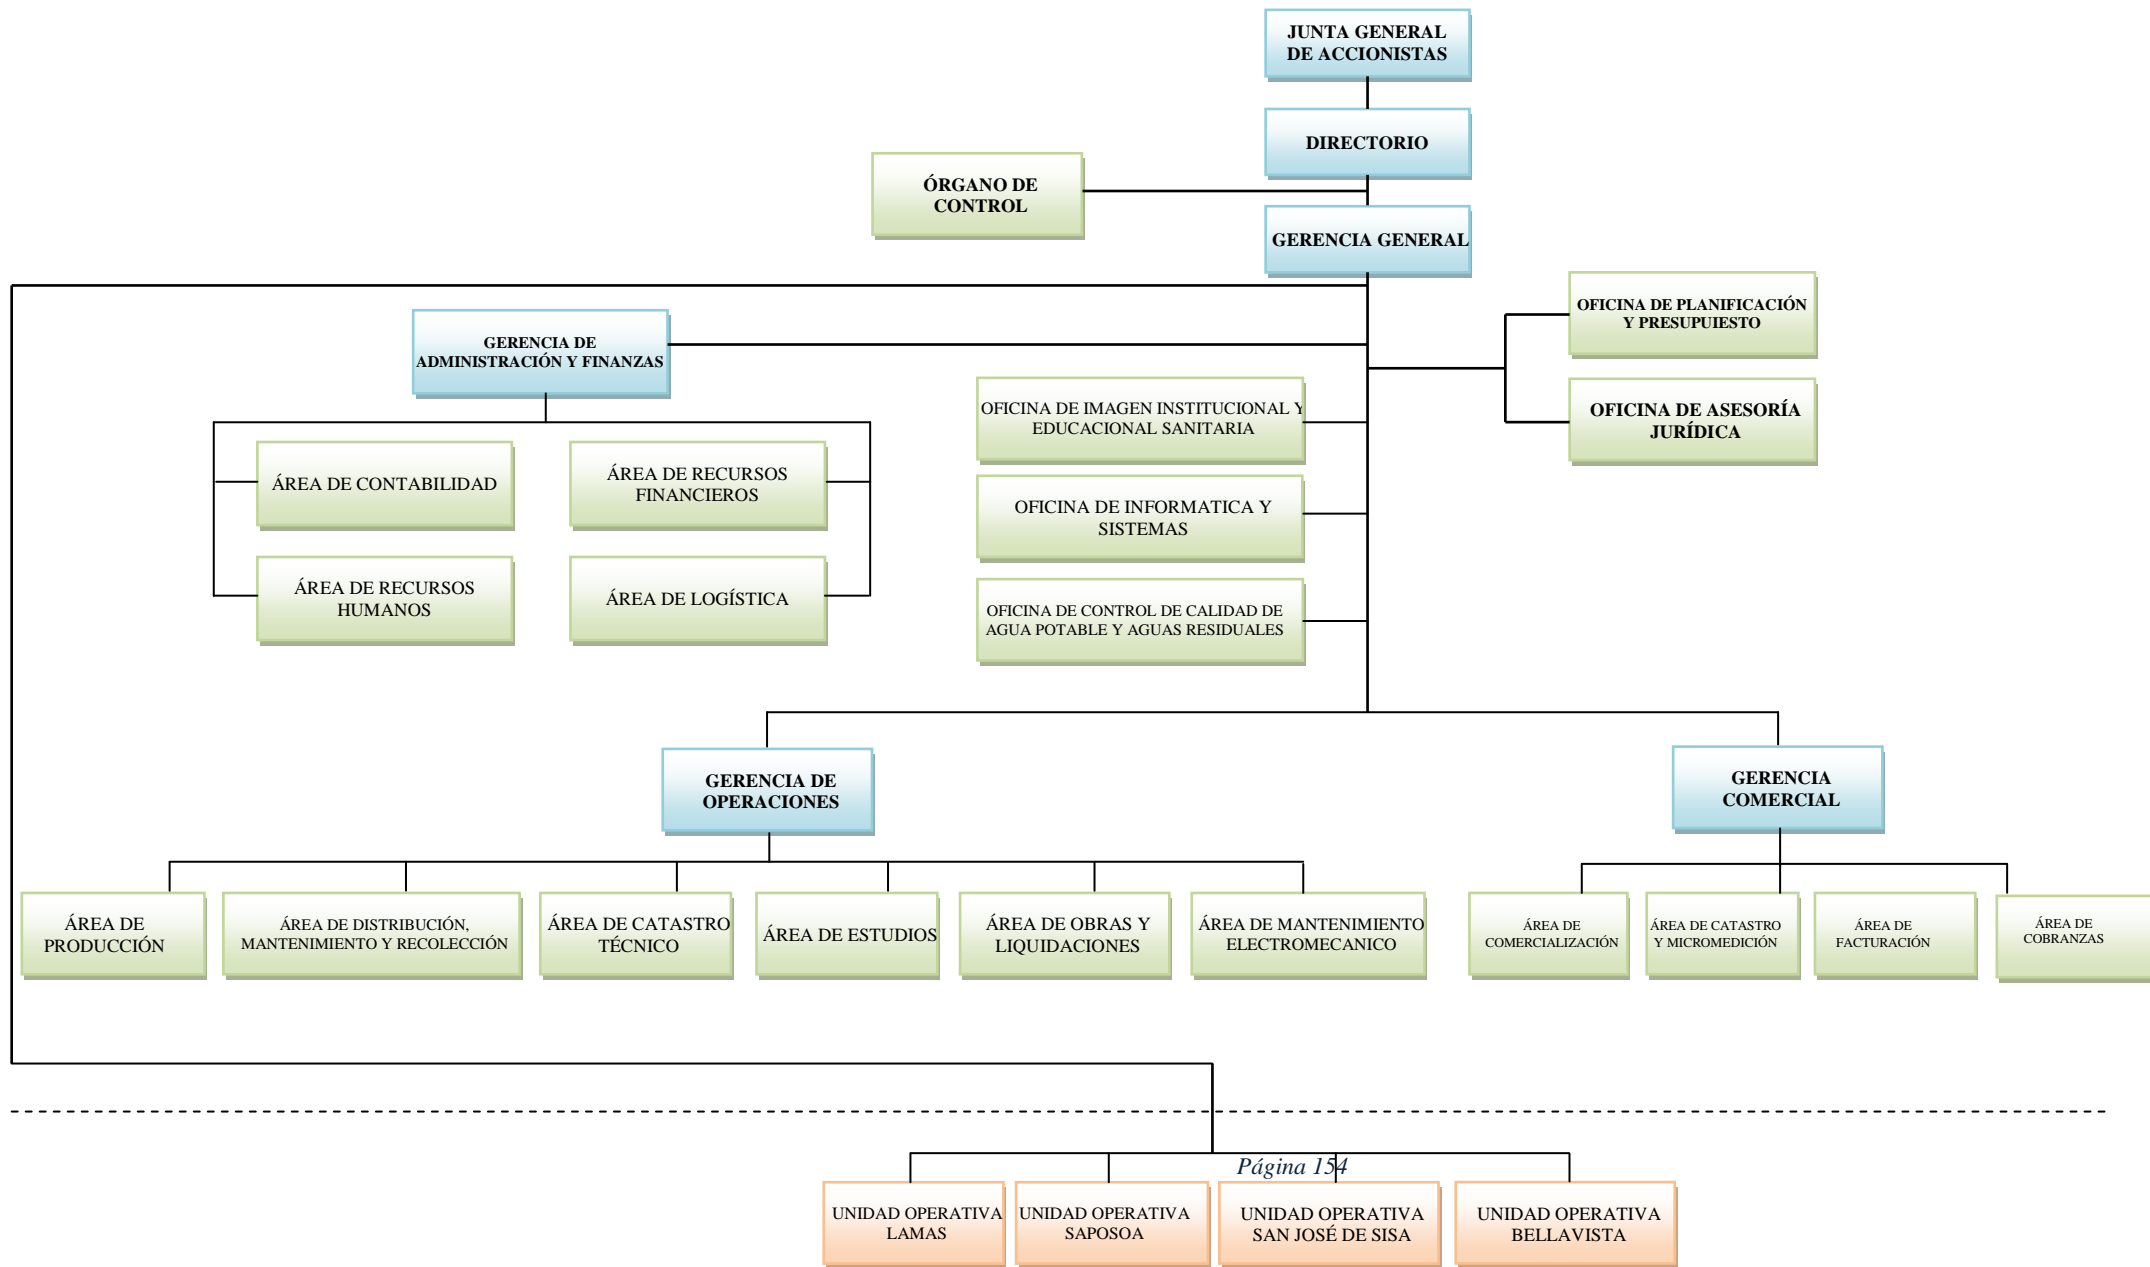 JUNTA GENERAL
DE ACCIONISTAS
DIRECTORIO
ÓRGANO DE
CONTROL
GERENCIA GENERAL
OFICINA DE PLANIFICACIÓN
Y PRESUPUIESTO
GERENCIA DE
ADMINISTRACIÓN Y FINANZAS
OFICINA DE IMAGEN INSTITUCIONAL Y
EDUCACIONAL SANITARIA
OFICINA DE ASESORÍA
JURÍDICA
ÁREA DE CONTABILIDAD
ÁREA DE RECURSOS
FINANCIEROS
OFICINA DE INFORMATICA Y
SISTEMAS
ÁREA DE RECURSOS
HUMANOS
ÁREA DE LOGÍSTICA
OFICINA DE CONTROL DE CALIDAD DE
AGUA POTABLE Y AGUAS RESIDUALES
GERENCIA DE
OPERACIONES
GERENCIA
COMERCIAL
ÁREA DE
PRODUCCIÓN
ÁREA DE DISTRIBUCIÓN,
MANTENIMIENTO Y RECOLECCIÓN
ÁREA DE CATASTRO
TÉCNICO
ÁREA DE ESTUDIOS
ÁREA DE OBRAS Y
LIQUIDACIONES
ÁREA DE MANTENIMIENTO
ELECTROMECANICO
ÁREA DE
COMERCIALIZACIÓN
ÁREA DE CATASTRO
Y MICROMEDICIÓN
ÁREA DE
FACTURACIÓN
ÁREA DE
COBRANZAS
Página 154
UNIDAD OPERATIVA
LAMAS
UNIDAD OPERATIVA
SAPOSOA
UNIDAD OPERATIVA
SAN JOSÉ DE SISA
UNIDAD OPERATIVA
BELLAVISTA